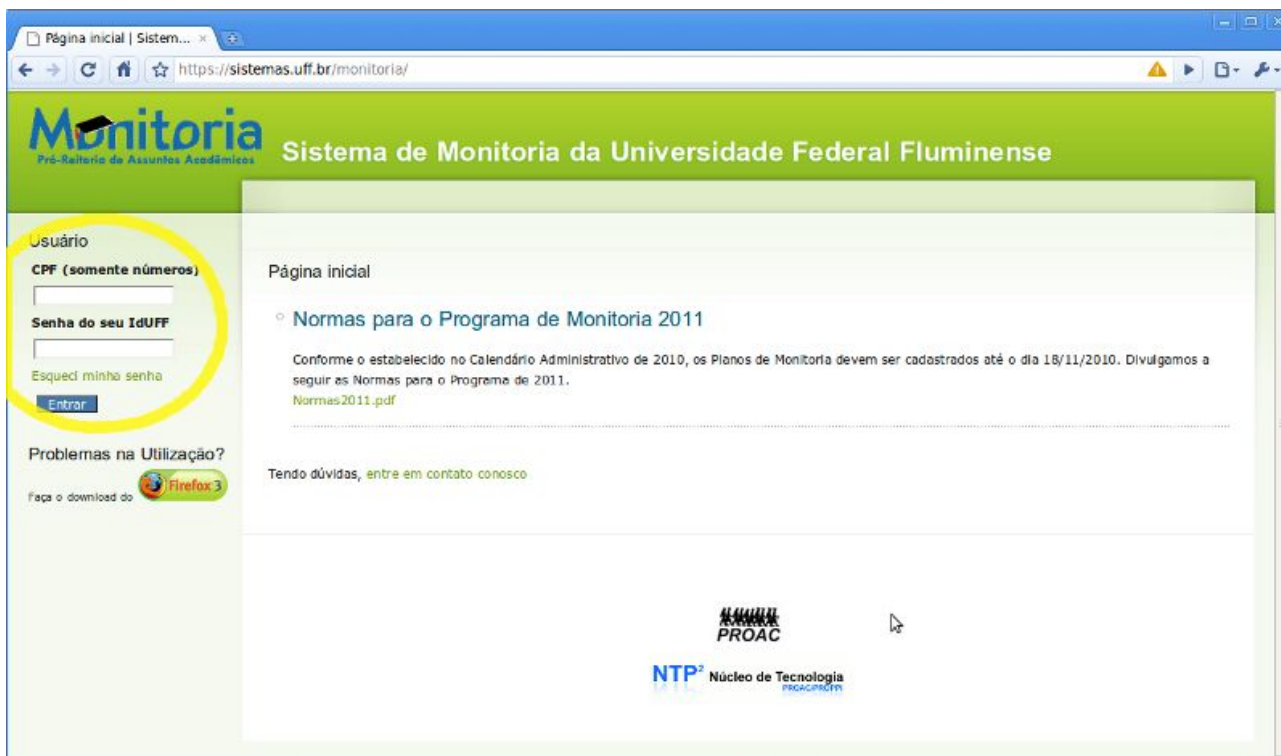 Página inicial | Sistem...
https://sistemas.uff.br/monitoria/
Monitoria
Pró-Reitoria de Assuntos Acadêmicos
Sistema de Monitoria da Universidade Federal Fluminense
Usuário
CPF (somente números)
Senha do seu IdUFF
Esqueci minha senha
Entrar
Problemas na Utilização?
Faça o download do Firefox 3
Página inicial
Normas para o Programa de Monitoria 2011
Conforme o estabelecido no Calendário Administrativo de 2010, os Planos de Monitoria devem ser cadastrados até o dia 18/11/2010. Divulgamos a
seguir as Normas para o Programa de 2011.
Normas2011.pdf
Tendo dúvidas, entre em contato conosco
PROAC
NTP² Núcleo de Tecnologia
PROAC/PROPPI